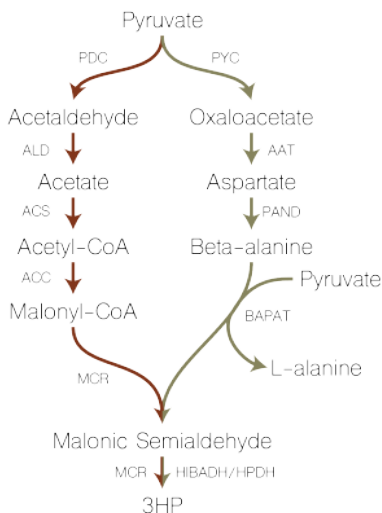 Pyruvate
PDC PYC
Acetaldehyde Oxaloacetate
ALD AAT
Acetate Aspartate
ACS PAND
Acetyl-CoA Beta-alanine
ACC Pyruvate
Malonyl-CoA BAPAT
L-alanine
MCR
Malonic Semialdehyde
MCR HIBADH/HPDH
3HP